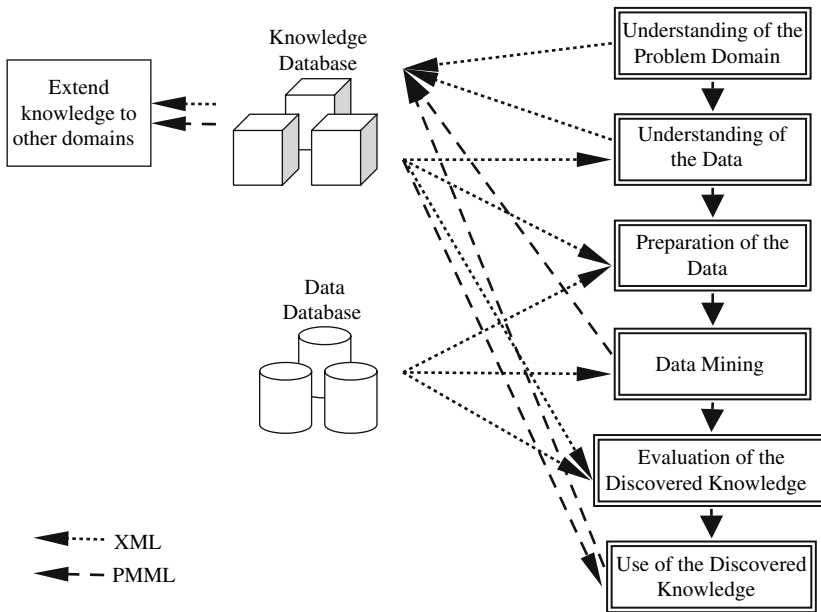 Understanding of the
Problem Domain
Knowledge
Database
Extend
knowledge to
other domains
Understanding of
the Data
Preparation of the
Data
Data
Database
Data Mining
Evaluation of the
Discovered Knowledge
XML
PMML
Use of the Discovered
Knowledge